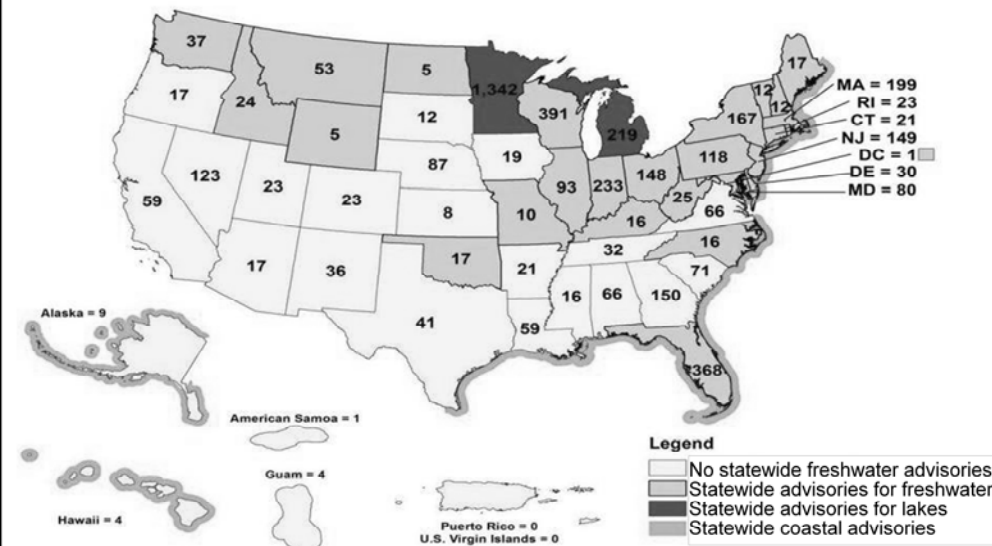 37
53
5
1,342
17
24
12
391
219
12
12
17
MA = 199
RI = 23
CT = 21
NJ = 149
DC = 1
DE = 30
MD = 80
167
5
19
87
118
148
233
93
25
59
123
23
23
8
10
16
66
17
36
17
21
32
16
71
16
66
150
41
59
368
Alaska = 9
American Samoa = 1
Guam = 4
Hawaii = 4
Puerto Rico = 0
U.S. Virgin Islands = 0
Legend
No statewide freshwater advisories
Statewide advisories for freshwater
Statewide advisories for lakes
Statewide coastal advisories